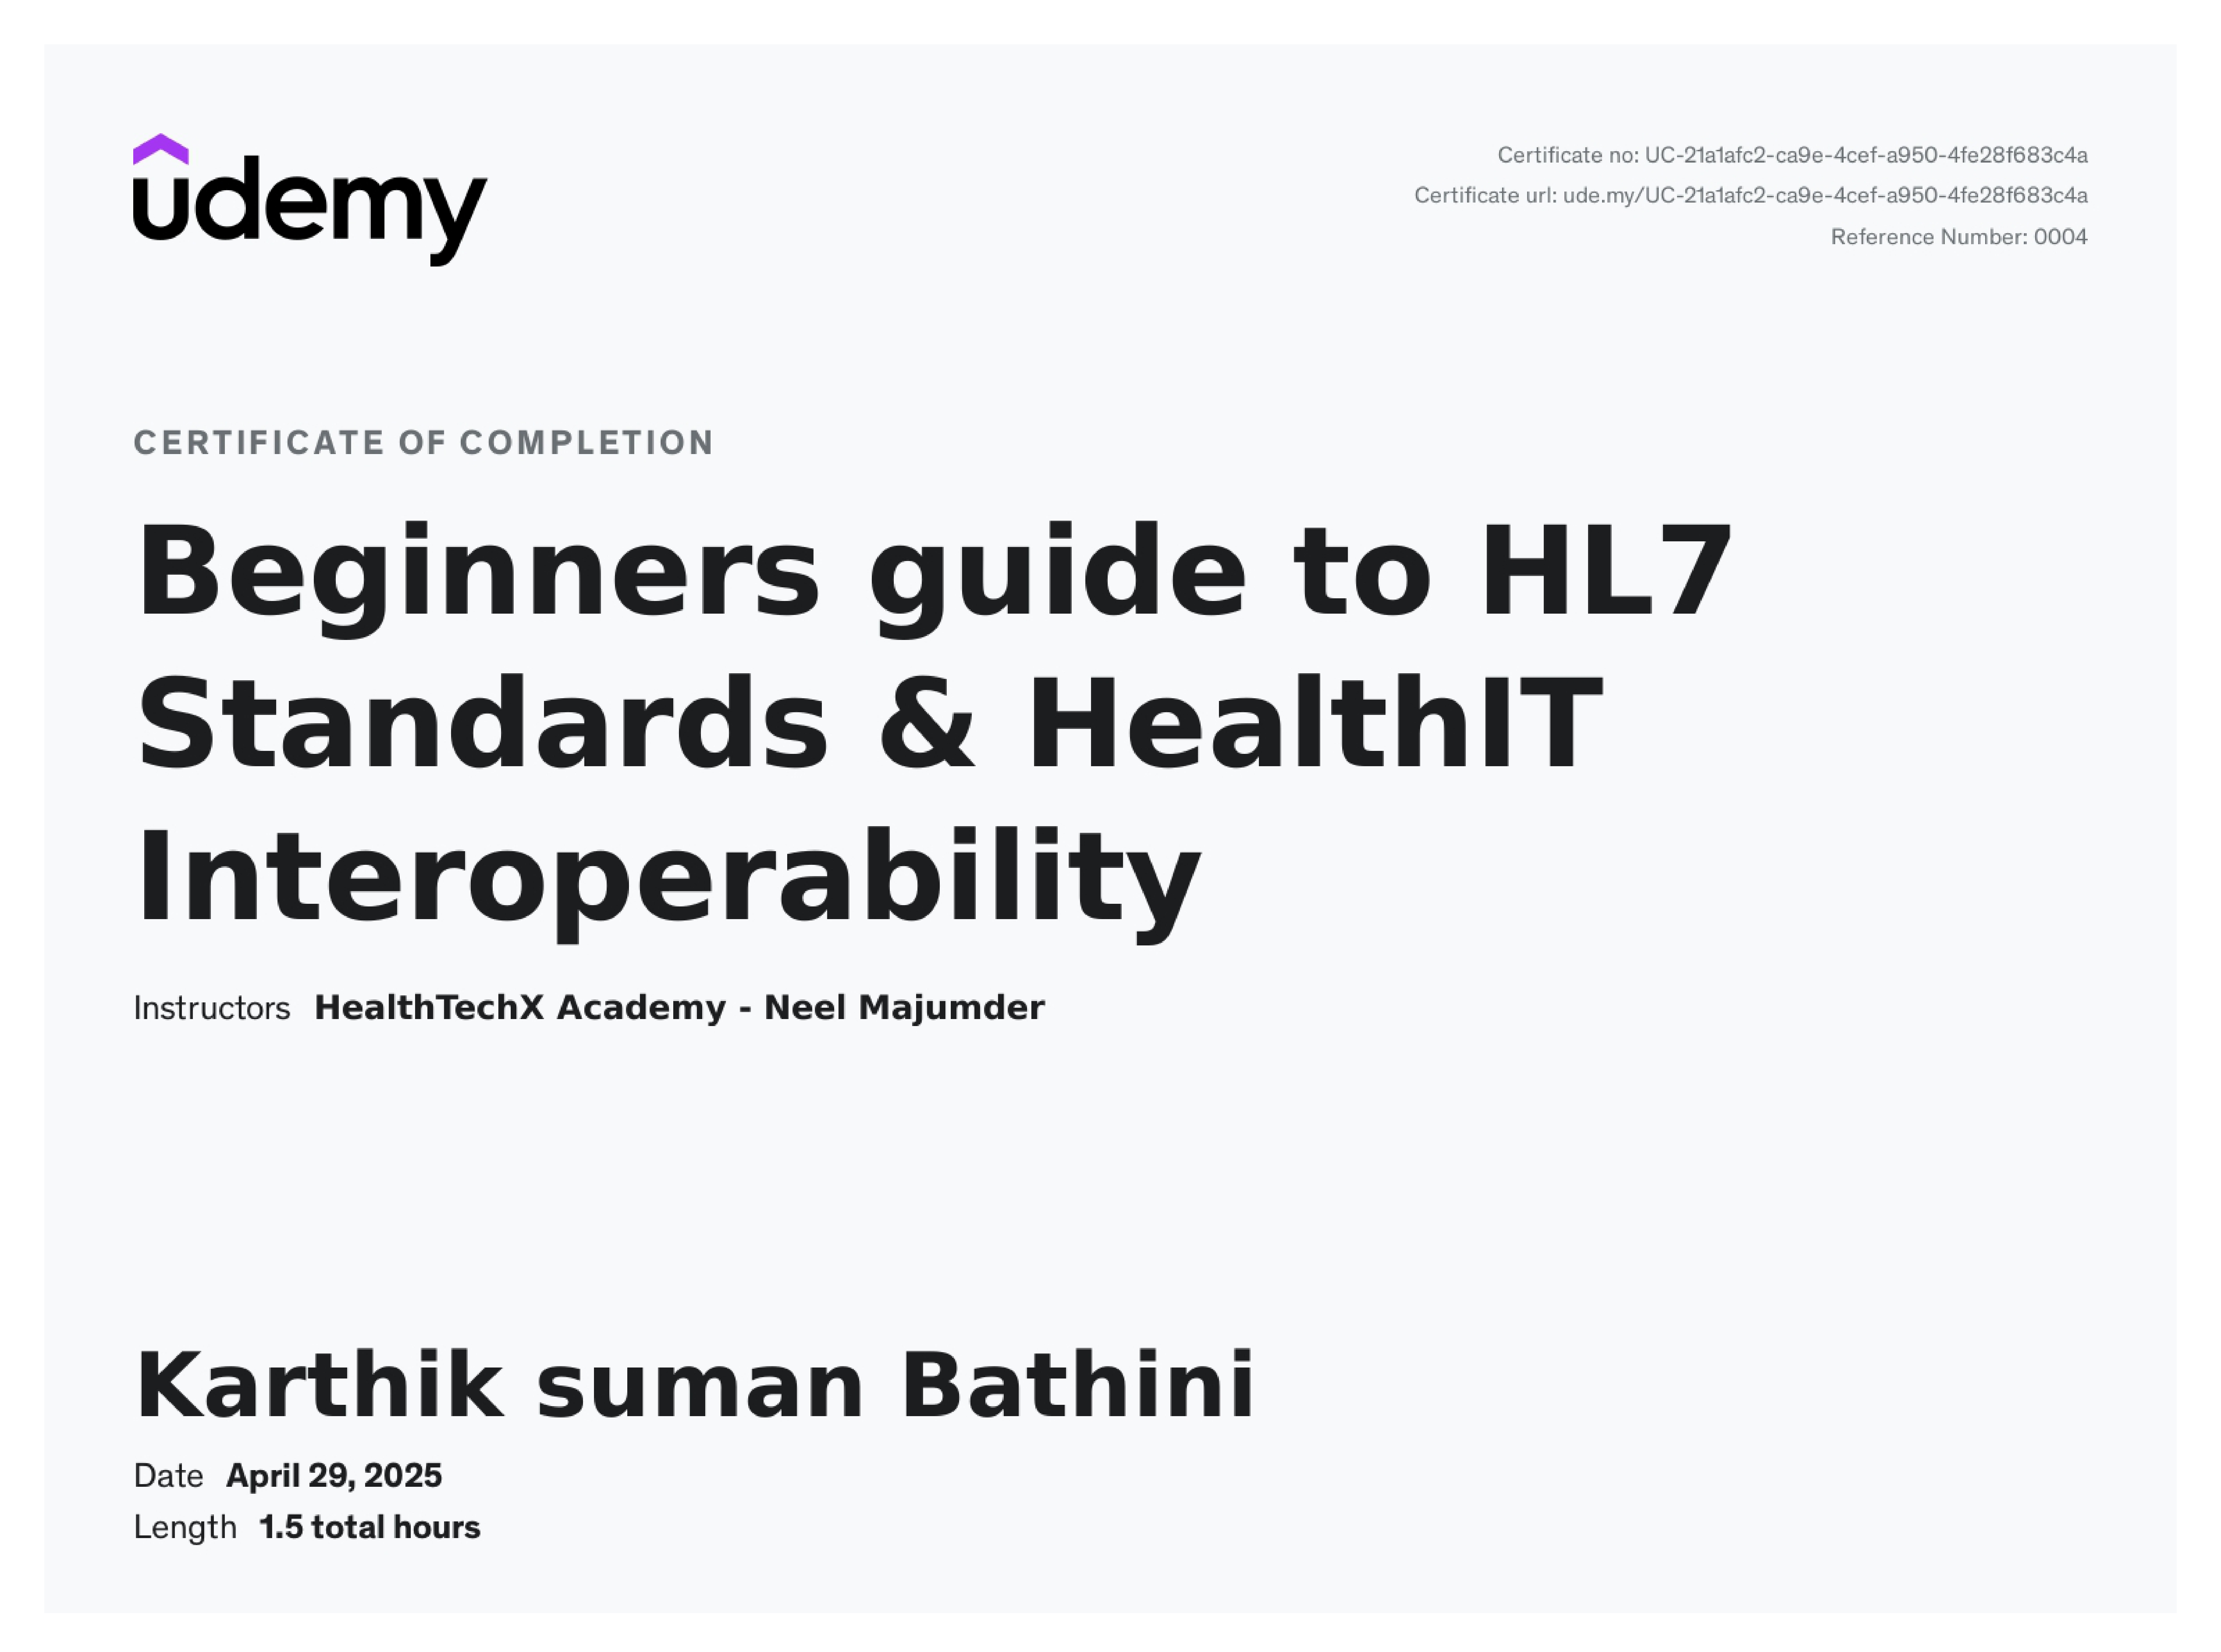 udemy
Certificate no: UC-21a1afc2-ca9e-4cef-a950-4fe28f683c4a
Certificate url: ude.my/UC-21a1afc2-ca9e-4cef-a950-4fe28f683c4a
Reference Number: 0004
CERTIFICATE OF COMPLETION
Beginners guide to HL7
Standards & HealthIT
Interoperability
Instructors HealthTechX Academy - Neel Majumder
Karthik suman Bathini
Date April 29, 2025
Length 1.5 total hours